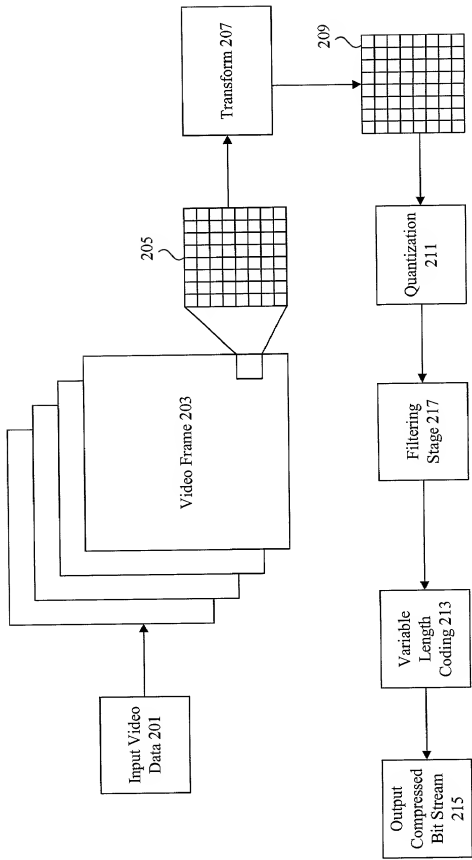 Input Video
Data 201
Video Frame 203
205
Transform 207
209
Quantization
211
Filtering
Stage 217
Variable
Length
Coding 213
Output
Compressed
Bit Stream
215